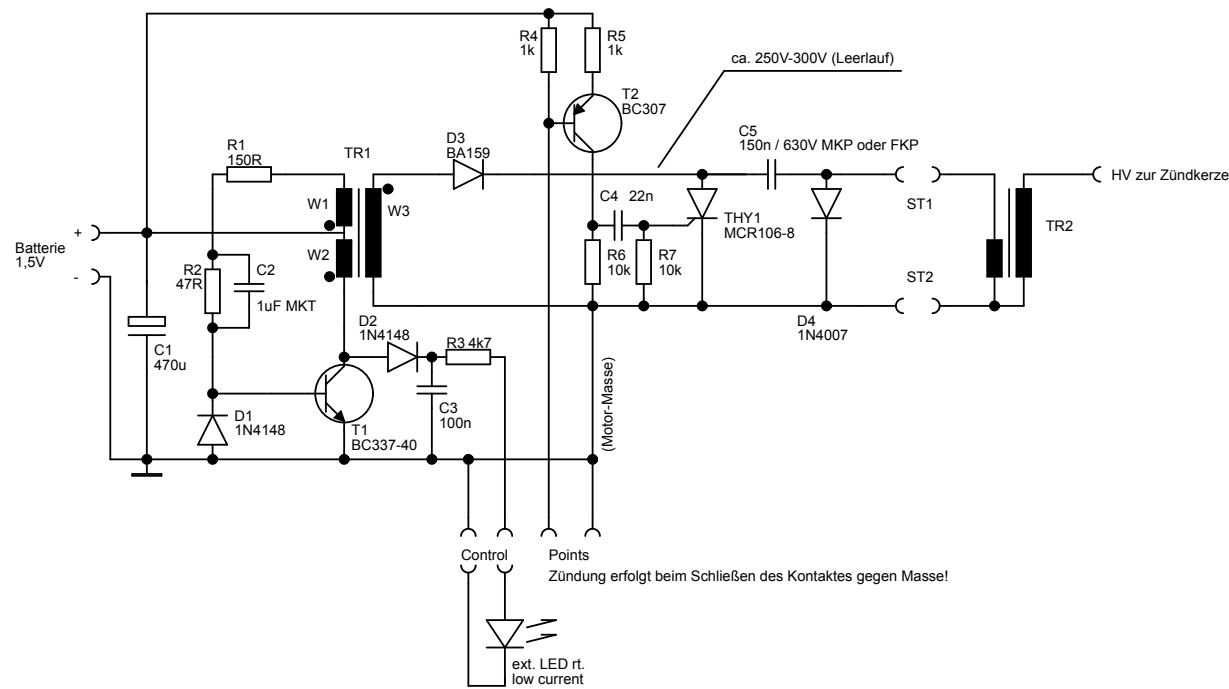 R4
1k
R5
1k
ca. 250V-300V (Leerlauf)
T2
BC307
R1
150R
TR1
D3
BA159
C5
150n / 630V MKP oder FKP
HV zur Zündkerze
W1
W3
C4 22n
THY1
MCR106-8
ST1
TR2
+
Batterie
1,5V
-
W2
R2
47R
C2
1uF MKT
R6
10k
R7
10k
ST2
D2
1N4148
D4
1N4007
C1
470u
R3 4k7
(Motor-Masse)
C3
100n
D1
1N4148
T1
BC337-40
Control
Points
Zündung erfolgt beim Schließen des Kontaktes gegen Masse!
ext. LED rt.
low current